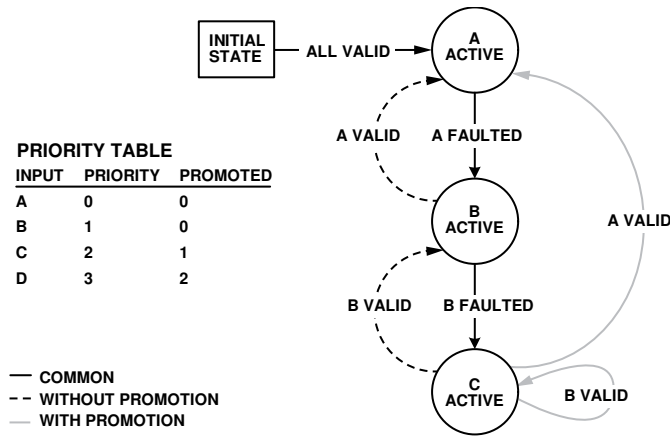 INITIAL
STATE
ALL VALID
A
ACTIVE
A VALID
A FAULTED
PRIORITY TABLE
INPUT PRIORITY PROMOTED
A 0 0
B 1 0
C 2 1
D 3 2
B
ACTIVE
A VALID
B VALID
B FAULTED
C
ACTIVE
B VALID
COMMON
WITHOUT PROMOTION
WITH PROMOTION